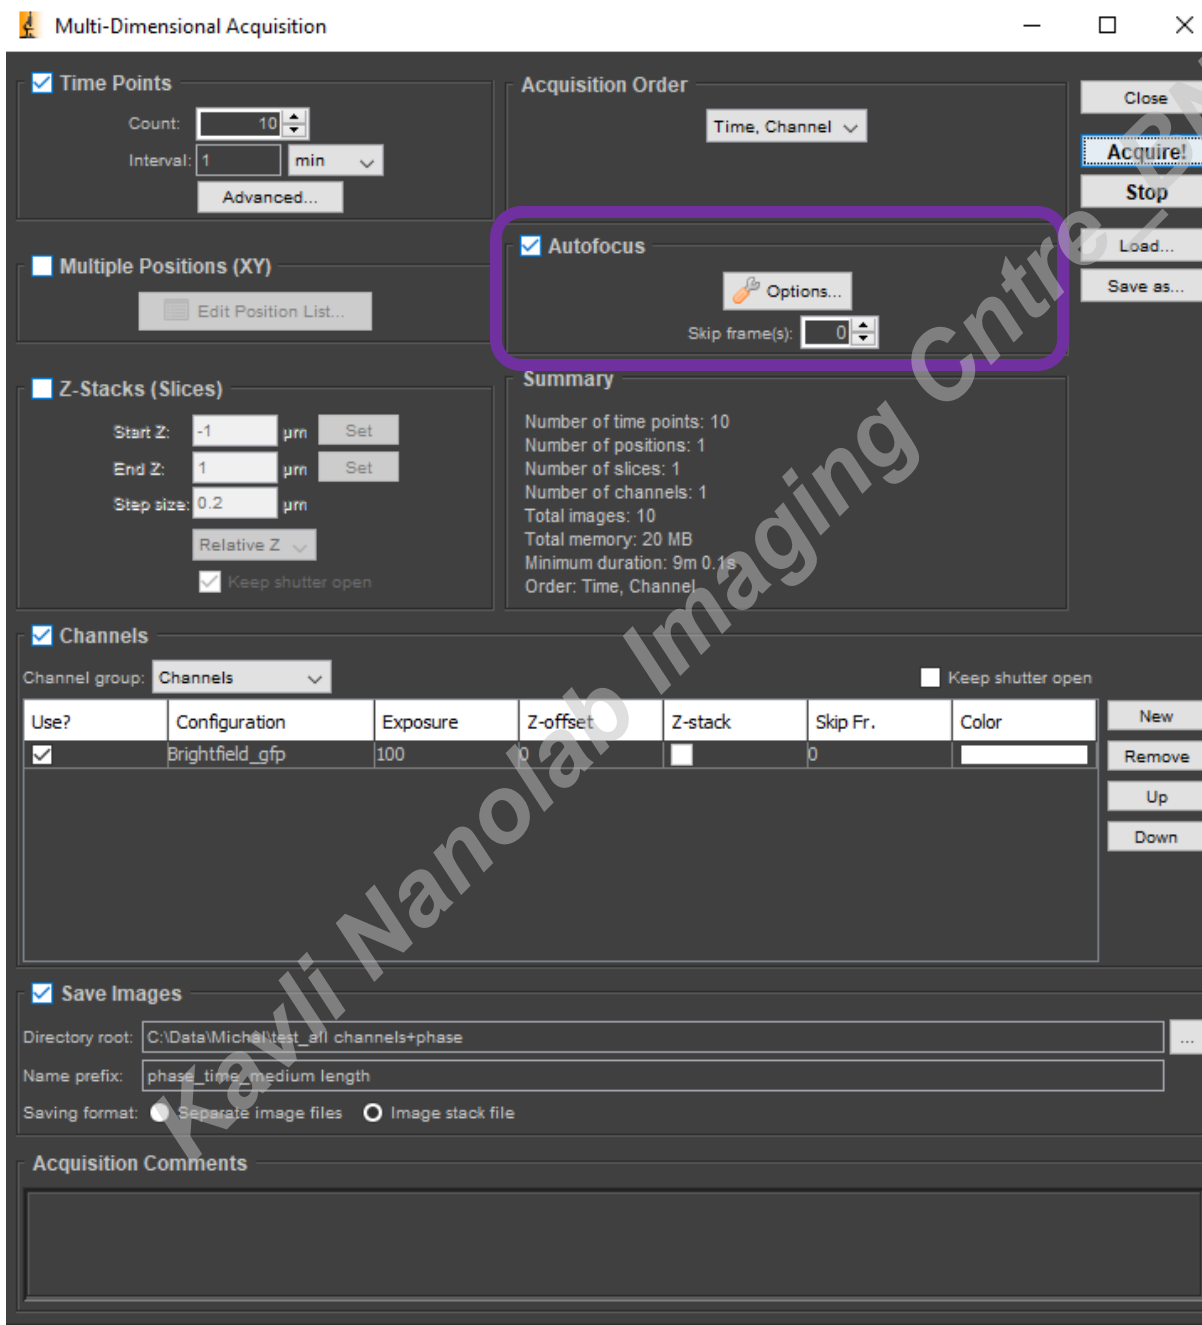 Multi-Dimensional Acquisition
Time Points
Count: 10
Interval: 1 min
Advanced...
Acquisition Order
Time, Channel
Close
Acquire!
Stop
Load...
Save as...
Multiple Positions (XY)
Edit Position List...
Autofocus
Options...
Skip frame(s): 0
Z-Stacks (Slices)
Start Z: -1 µm Set
End Z: 1 µm Set
Step size: 0.2 µm
Relative Z
Keep shutter open
Summary
Number of time points: 10
Number of positions: 1
Number of slices: 1
Number of channels: 1
Total images: 10
Total memory: 20 MB
Minimum duration: 9m 0.1s
Order: Time, Channel
Channels
Channel group: Channels
Keep shutter open
Use? Configuration Exposure Z-offset Z-stack Skip Fr. Color
Brightfield_gfp 100 0 0
New
Remove
Up
Down
Save Images
Directory root: C:\Data\Michal\test_all channels+phase ...
Name prefix: phase_time_medium length
Saving format: Separate image files Image stack file
Acquisition Comments
Kavli Nanolab Imaging Cntre